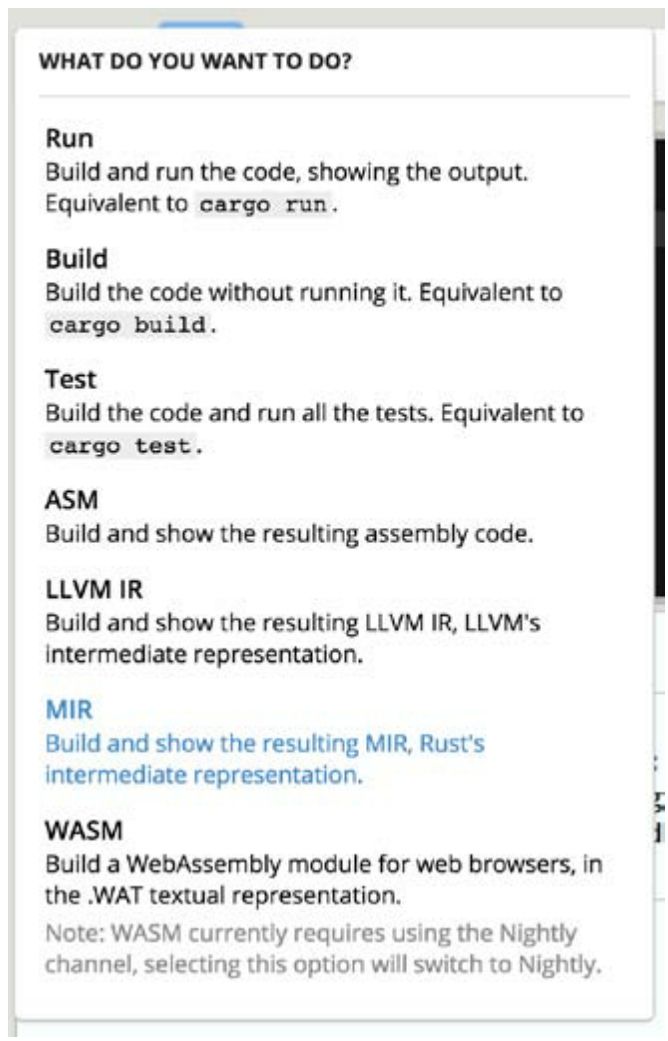 WHAT DO YOU WANT TO DO?
Run
Build and run the code, showing the output.
Equivalent to cargo run.
Build
Build the code without running it. Equivalent to
cargo build.
Test
Build the code and run all the tests. Equivalent to
cargo test.
ASM
Build and show the resulting assembly code.
LLVM IR
Build and show the resulting LLVM IR, LLVM's
intermediate representation.
MIR
Build and show the resulting MIR, Rust's
intermediate representation.
WASM
Build a WebAssembly module for web browsers, in
the .WAT textual representation.
Note: WASM currently requires using the Nightly
channel, selecting this option will switch to Nightly.